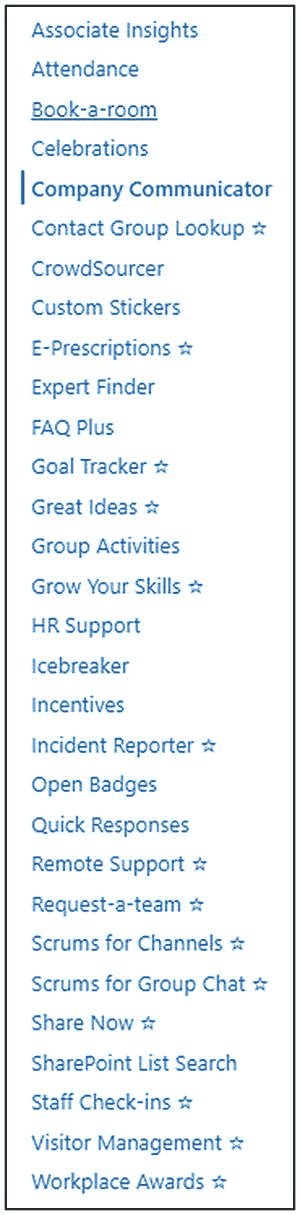 Associate Insights
Attendance
Book-a-room
Celebrations
Company Communicator
Contact Group Lookup ☆
CrowdSourcer
Custom Stickers
E-Prescriptions ☆
Expert Finder
FAQ Plus
Goal Tracker ☆
Great Ideas ☆
Group Activities
Grow Your Skills ☆
HR Support
Icebreaker
Incentives
Incident Reporter ☆
Open Badges
Quick Responses
Remote Support ☆
Request-a-team ☆
Scrums for Channels ☆
Scrums for Group Chat ☆
Share Now ☆
SharePoint List Search
Staff Check-ins ☆
Visitor Management ☆
Workplace Awards ☆